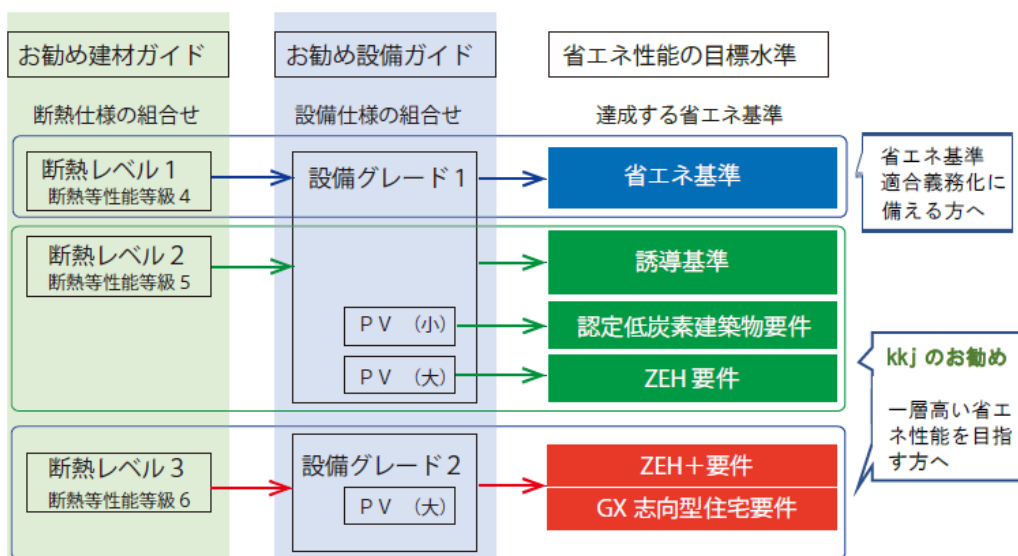 お勧め建材ガイド
お勧め設備ガイド
省エネ性能の目標水準
断熱仕様の組合せ
設備仕様の組合せ
達成する省エネ基準
断熱レベル1
断熱等性能等級4
設備グレード1
省エネ基準
省エネ基準
適合義務化に
備える方へ
断熱レベル2
断熱等性能等級5
誘導基準
PV (小)
認定低炭素建築物要件
PV (大)
ZEH要件
kkjのお勧め
一層高い省エ
ネ性能を目指
す方へ
断熱レベル3
断熱等性能等級6
設備グレード2
PV (大)
ZEH+要件
GX志向型住宅要件